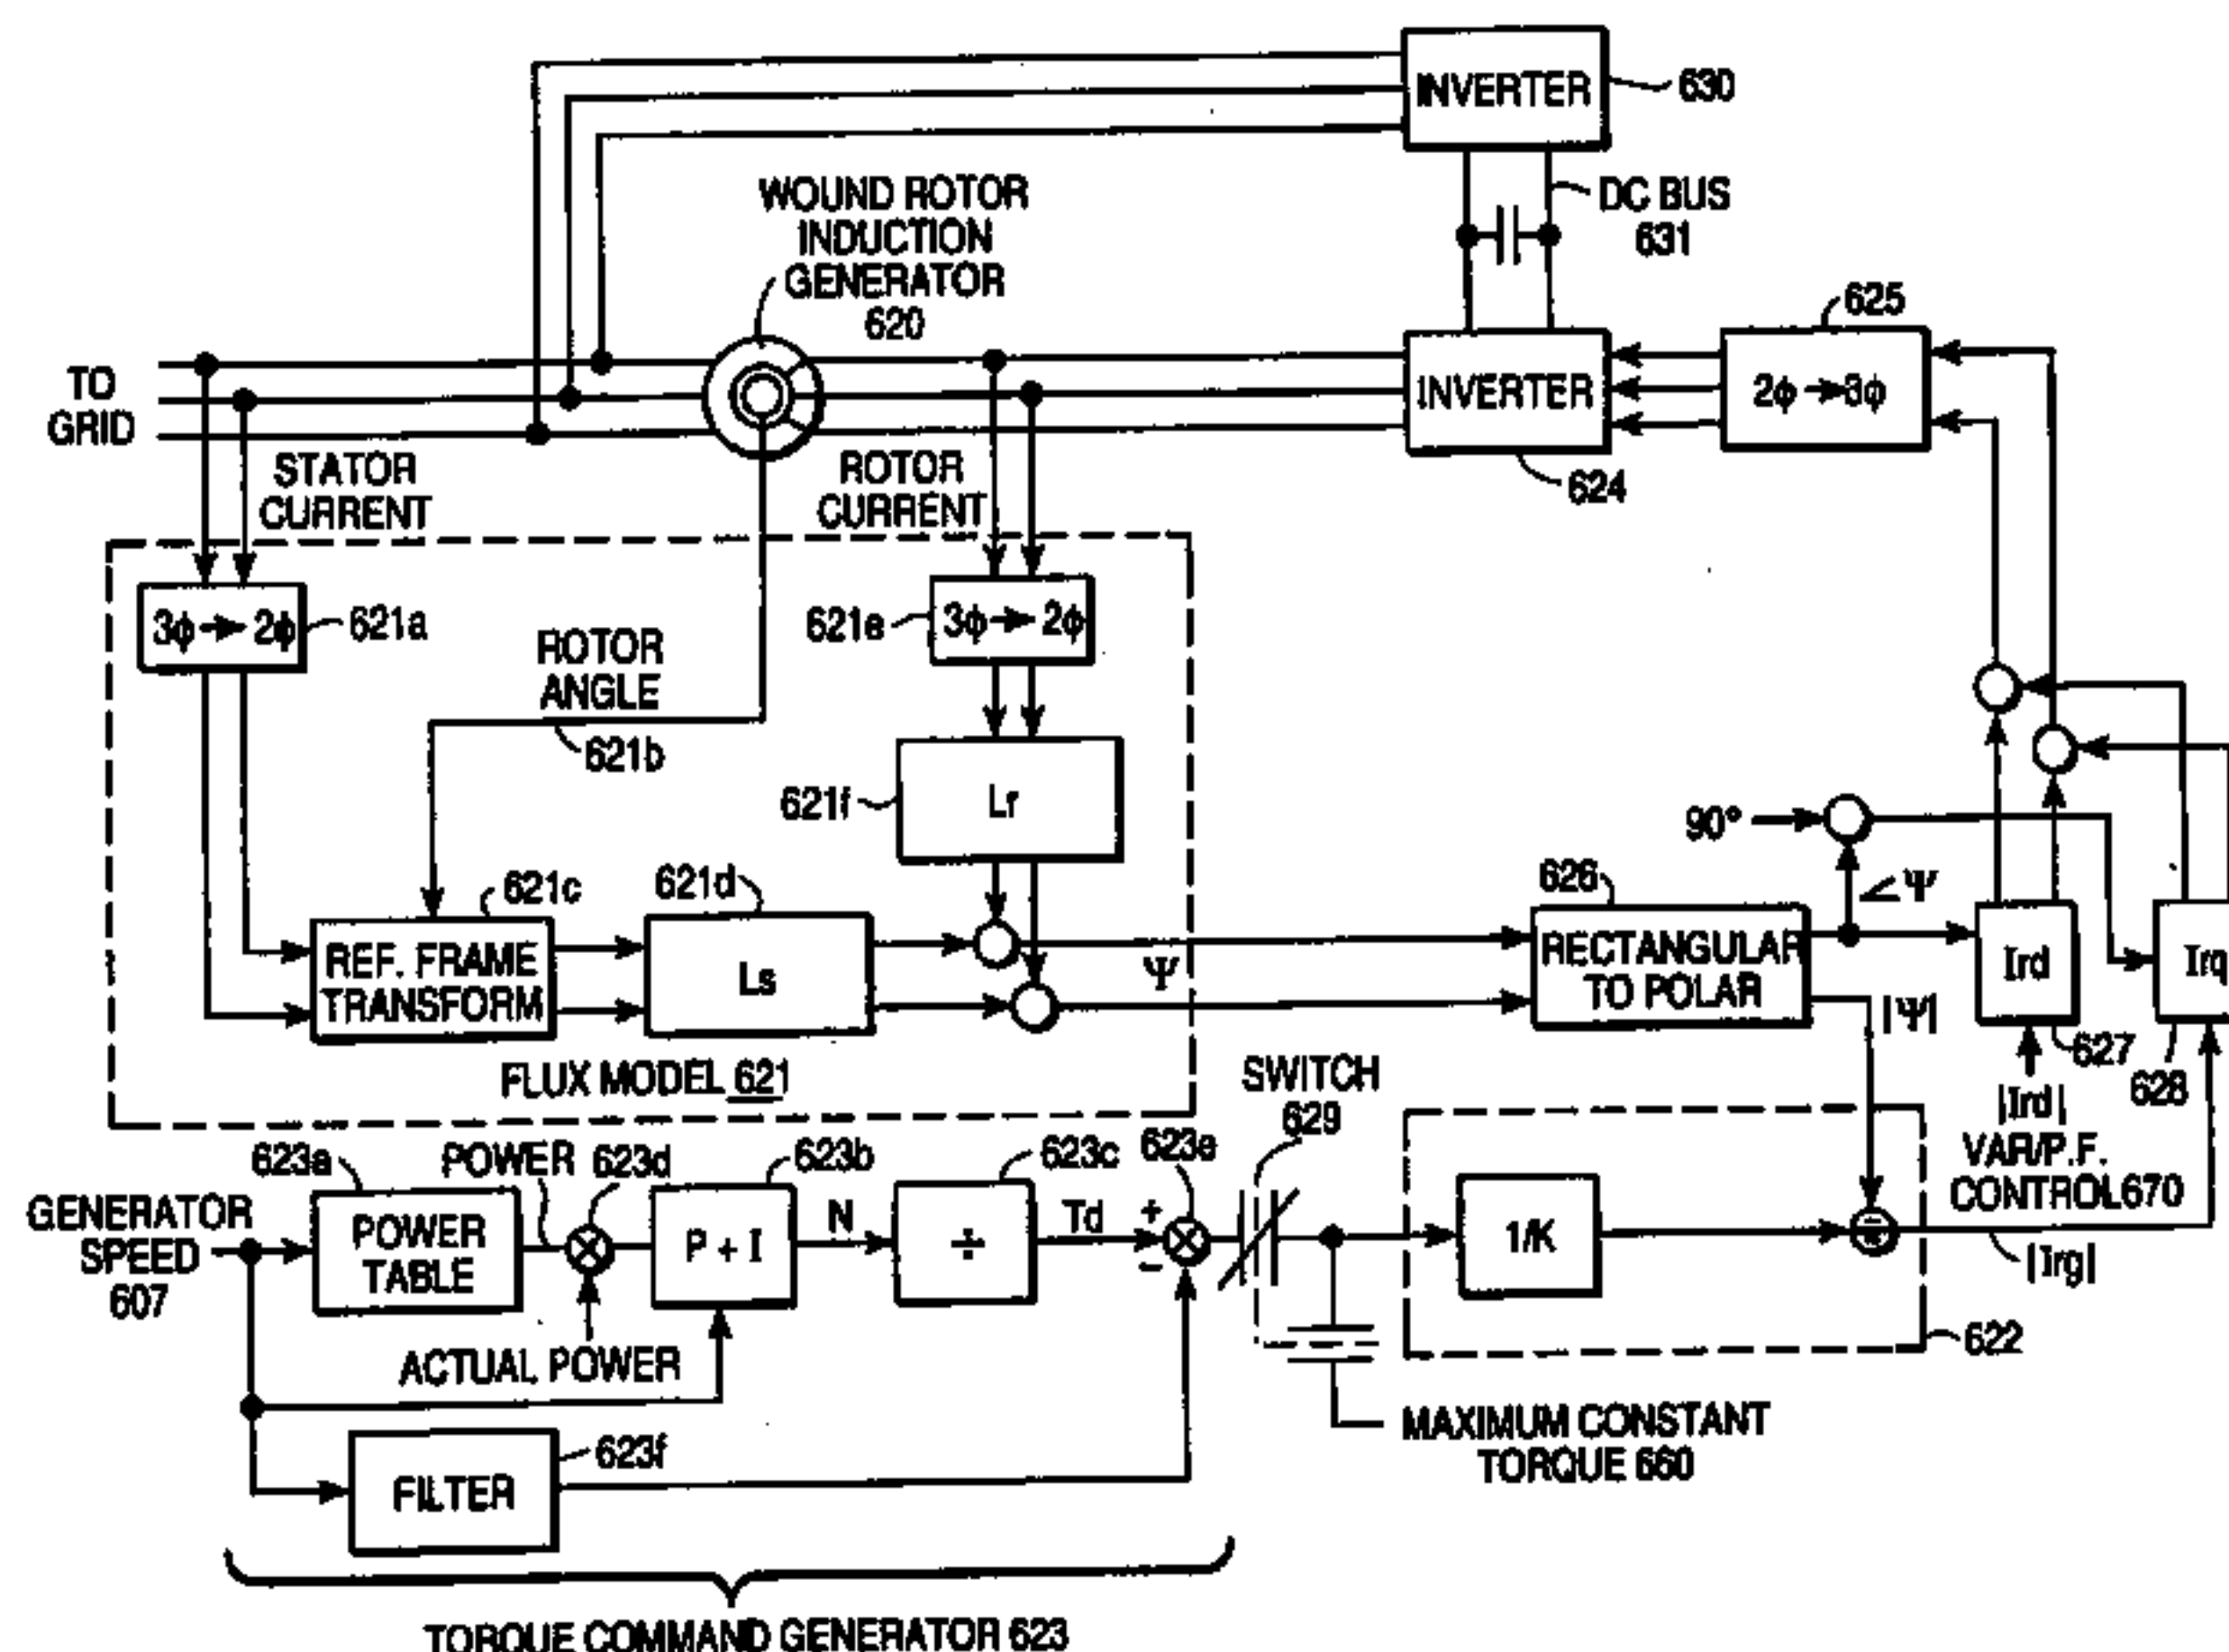 INVERTER
630
DC BUS
631
WOUND ROTOR
INDUCTION
GENERATOR
620
625
TO
GRID
INVERTER
2φ → 3φ
624
STATOR
CURRENT
ROTOR
CURRENT
3φ → 2φ
621a
621e
3φ → 2φ
ROTOR
ANGLE
621b
621f
Lr
90°
621c
621d
626
∠Ψ
REF. FRAME
TRANSFORM
Ls
Ψ
RECTANGULAR
TO POLAR
|Ψ|
Ird
Irq
627
628
FLUX MODEL 621
SWITCH
629
|Ird|
VAR/P.F.
CONTROL 670
623a
POWER
623d
623b
623c
623e
GENERATOR
SPEED
607
POWER
TABLE
P + I
N
÷
Td
+
-
1/K
÷
|Irg|
622
ACTUAL POWER
MAXIMUM CONSTANT
TORQUE 660
FILTER
623f
TORQUE COMMAND GENERATOR 623